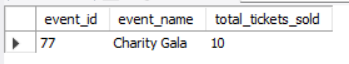 event_id event_name total_tickets_sold
77 Charity Gala 10